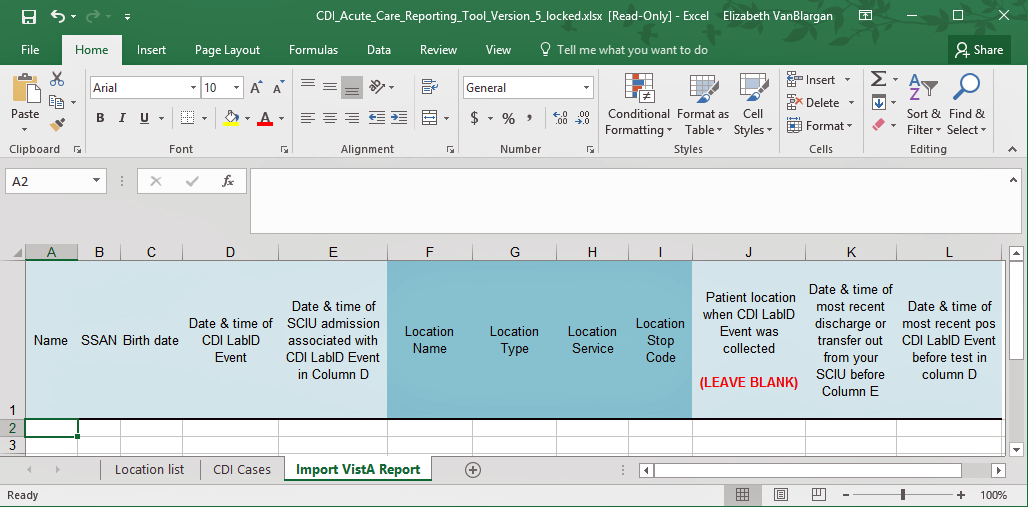 CDI_Acute_Care_Reporting_Tool_Version_5_locked.xlsx [Read-Only] - Excel Elizabeth VanBlargan
File Home Insert Page Layout Formulas Data Review View Tell me what you want to do Share
Paste
Arial 10 A A
B I U A
General
$ % , .00 .00
Conditional Formatting
Format as Table
Cell Styles
Insert
Delete
Format
Σ
A Z
Sort & Filter
Find & Select
Clipboard Font Alignment Number Styles Cells Editing
A2 fx
A B C D E F G H I J K L
1
Name
SSAN
Birth date
Date & time of
CDI LabID
Event
Date & time of
SCIU admission
associated with
CDI LabID Event
in Column D
Location
Name
Location
Type
Location
Service
Location
Stop
Code
Patient location
when CDI LabID
Event was
collected
(LEAVE BLANK)
Date & time of
most recent
discharge or
transfer out
from your
SCIU before
Column E
Date & time of
most recent pos
CDI LabID Event
before test in
column D
2
3
Location list CDI Cases Import VistA Report
Ready 100%